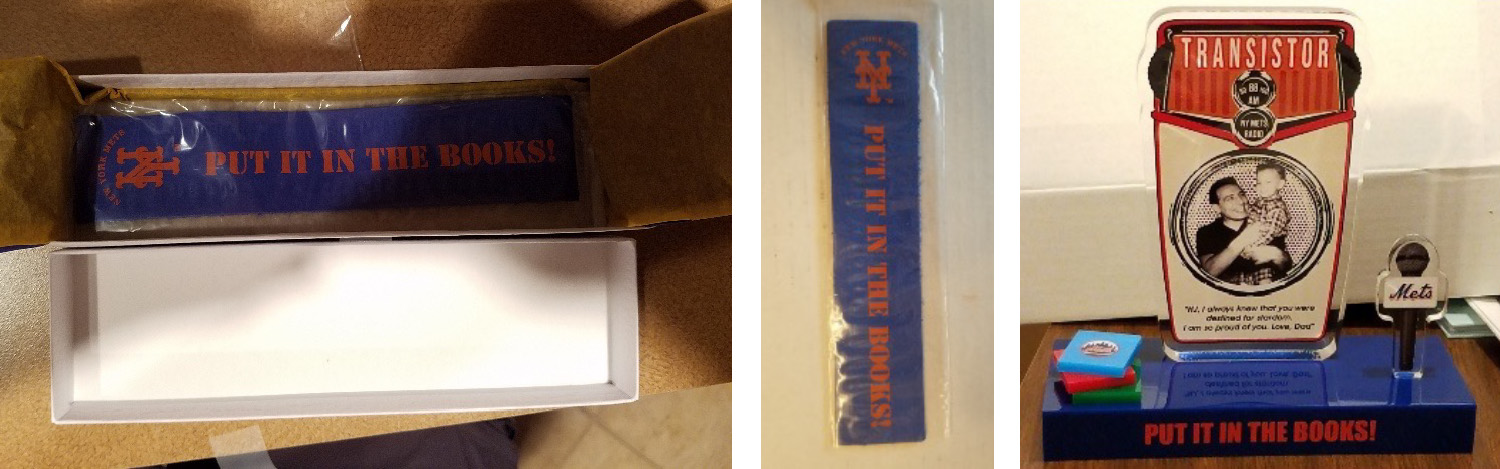 NEW YORK METS
NY
PUT IT IN THE BOOKS!
NEW YORK METS
NY
PUT IT IN THE BOOKS!
TRANSISTOR
88
AM
NY METS
RADIO
"HJ, I always knew that you were
destined for stardom.
I am so proud of you. Love, Dad"
Mets
PUT IT IN THE BOOKS!